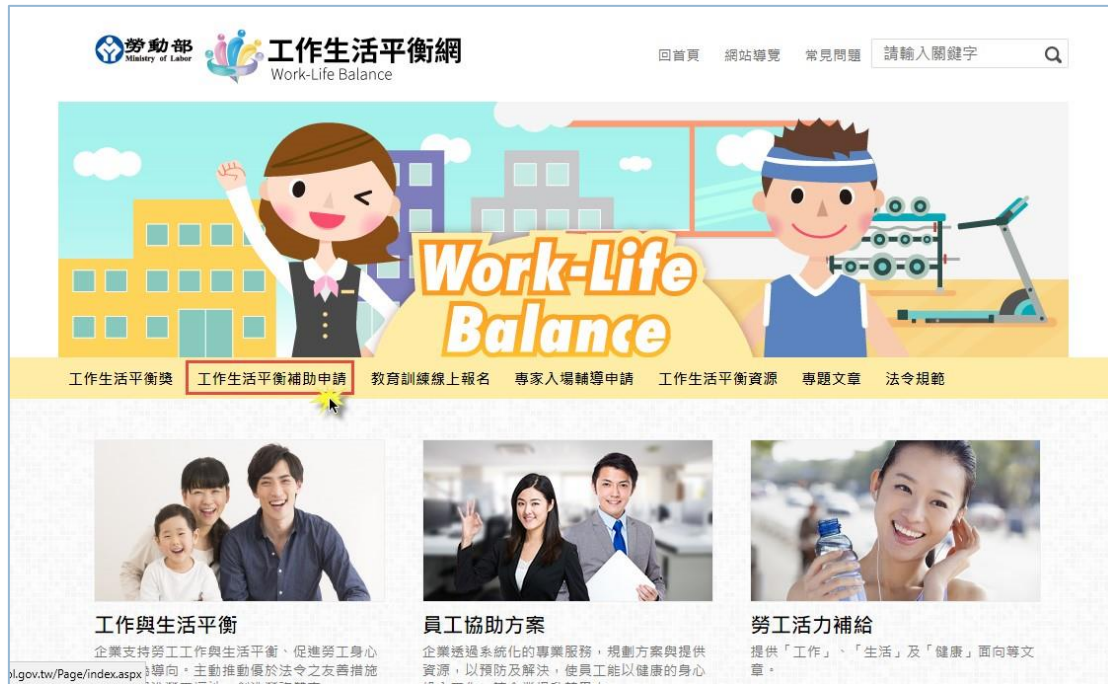 勞動部
Ministry of Labor
工作生活平衡網
Work-Life Balance
回首頁 網站導覽 常見問題 請輸入關鍵字
Work-Life
Balance
工作生活平衡獎 工作生活平衡補助申請 教育訓練線上報名 專家入場輔導申請 工作生活平衡資源 專題文章 法令規範
工作與生活平衡
企業支持勞工工作與生活平衡、促進勞工身心
導向。主動推動優於法令之友善措施
員工協助方案
企業透過系統化的專業服務，規劃方案與提供
資源，以預防及解決，使員工能以健康的身心
勞工活力補給
提供「工作」、「生活」及「健康」面向等文
章。
ol.gov.tw/Page/index.aspx